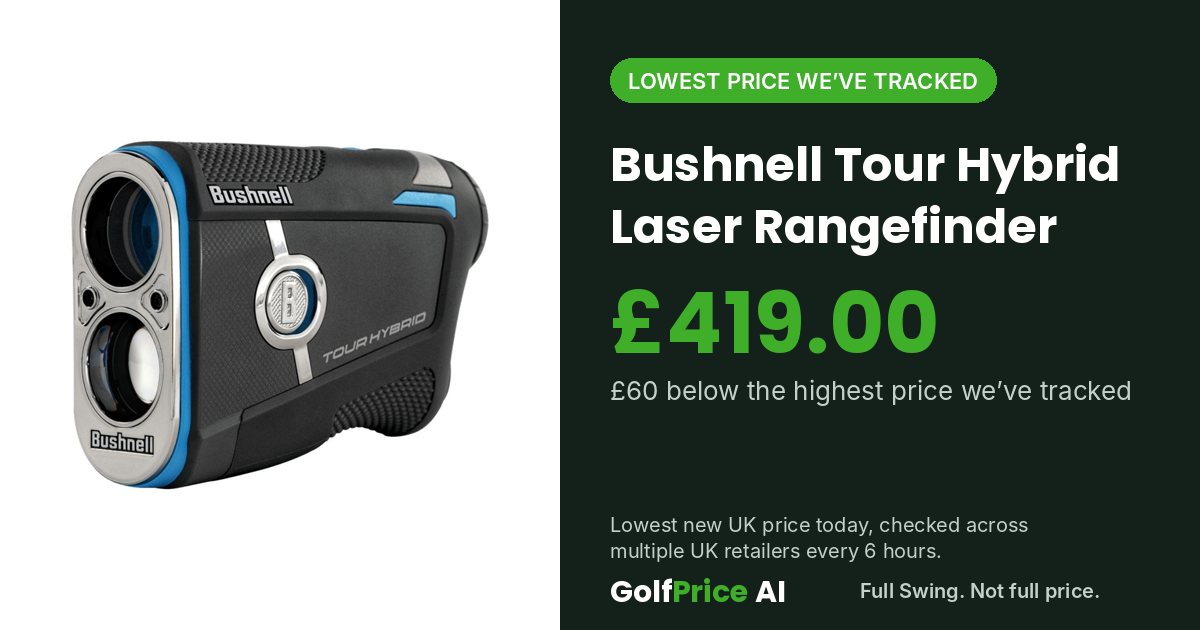 Bushnell
TOUR HYBRID
Bushnell
LOWEST PRICE WE’VE TRACKED
Bushnell Tour Hybrid
Laser Rangefinder
£419.00
£60 below the highest price we’ve tracked
Lowest new UK price today, checked across
multiple UK retailers every 6 hours.
GolfPrice AI
Full Swing. Not full price.